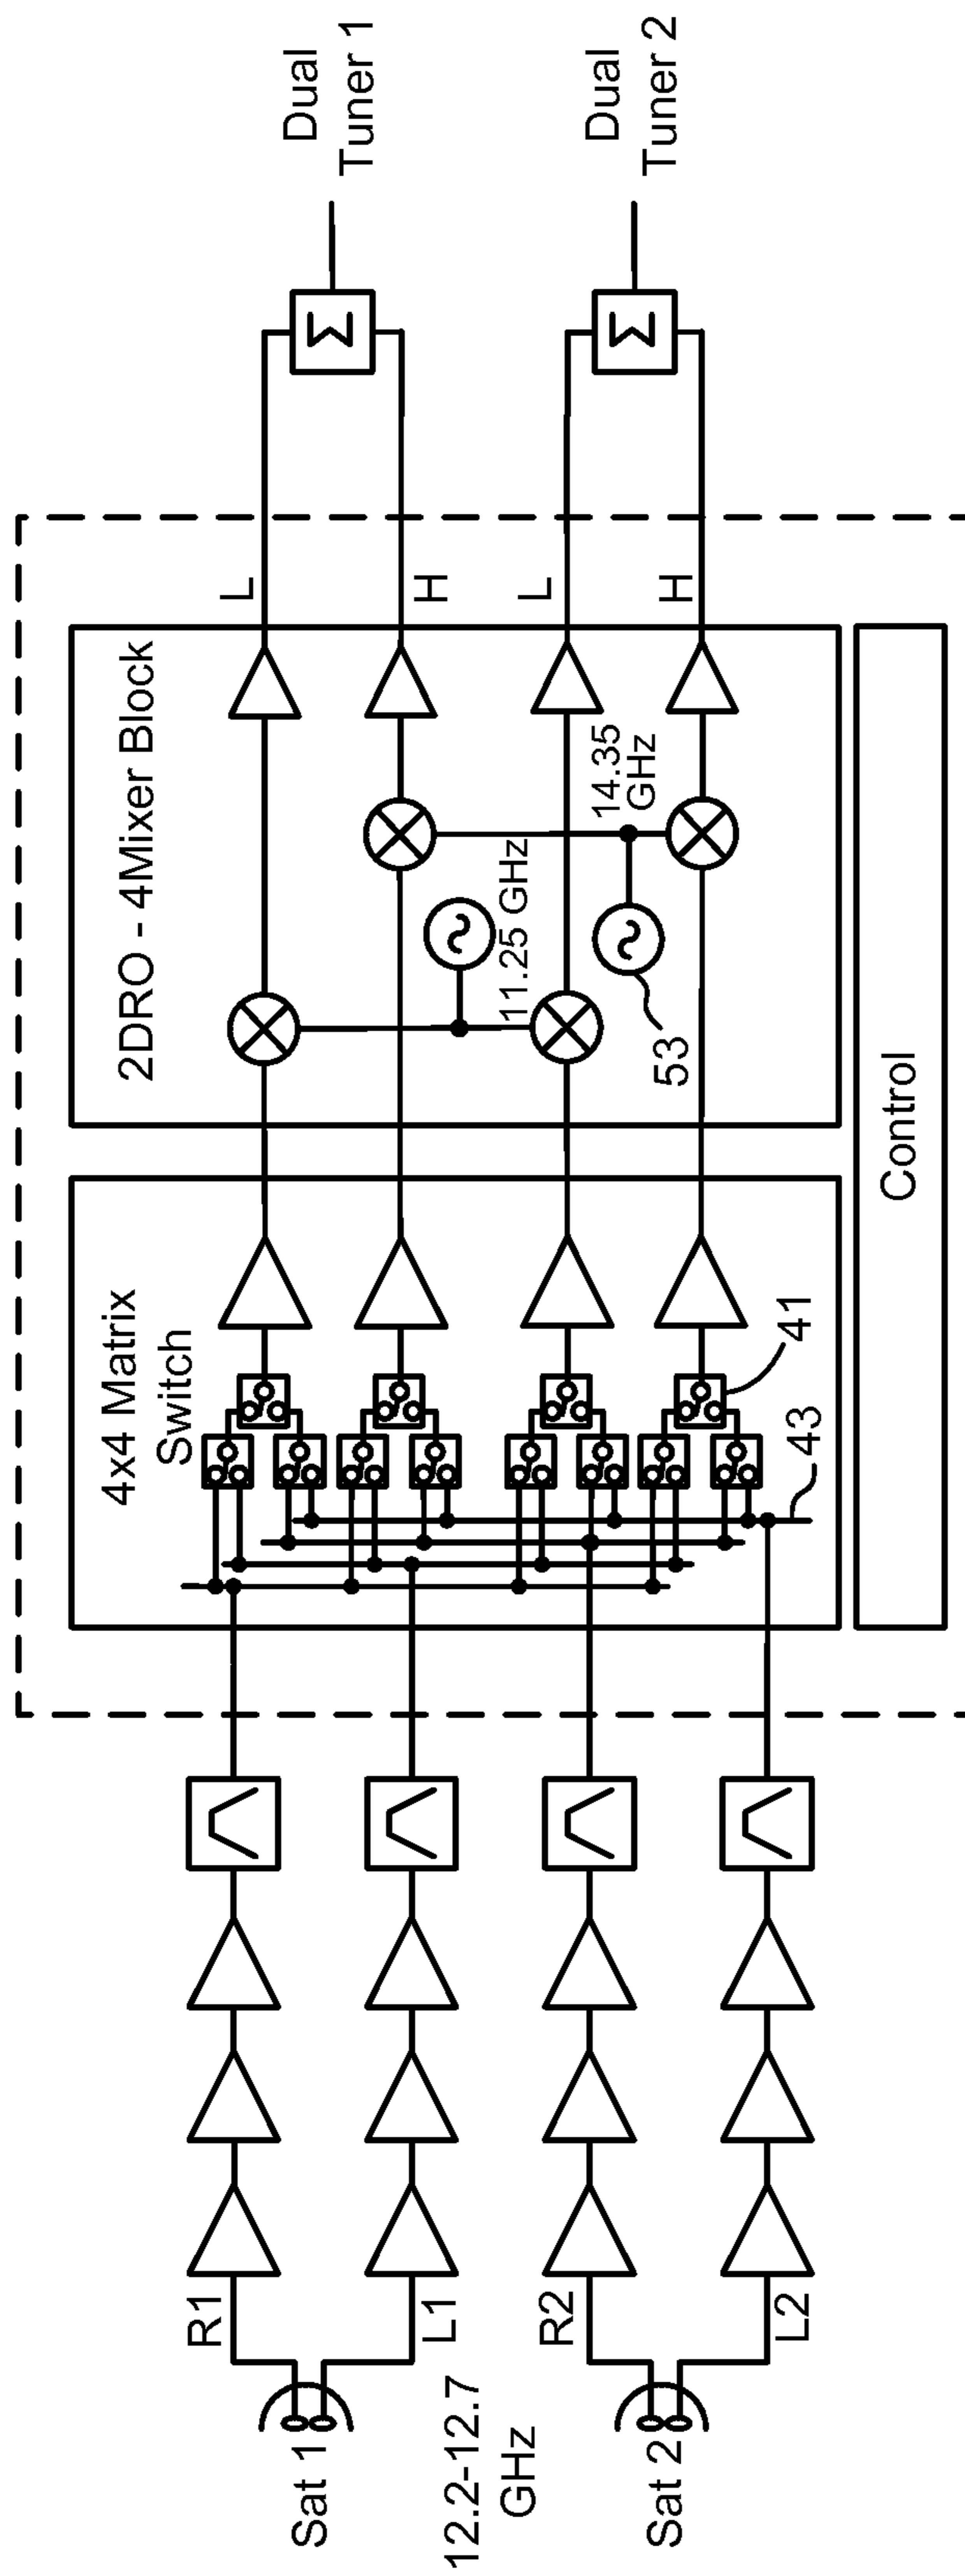 Sat 1
R1
L1
12.2-12.7
GHz
Sat 2
R2
L2
4x4 Matrix
Switch
41
43
2DRO - 4Mixer Block
11.25 GHz
14.35
GHz
53
Control
L
H
L
H
Σ
Σ
Dual
Tuner 1
Dual
Tuner 2